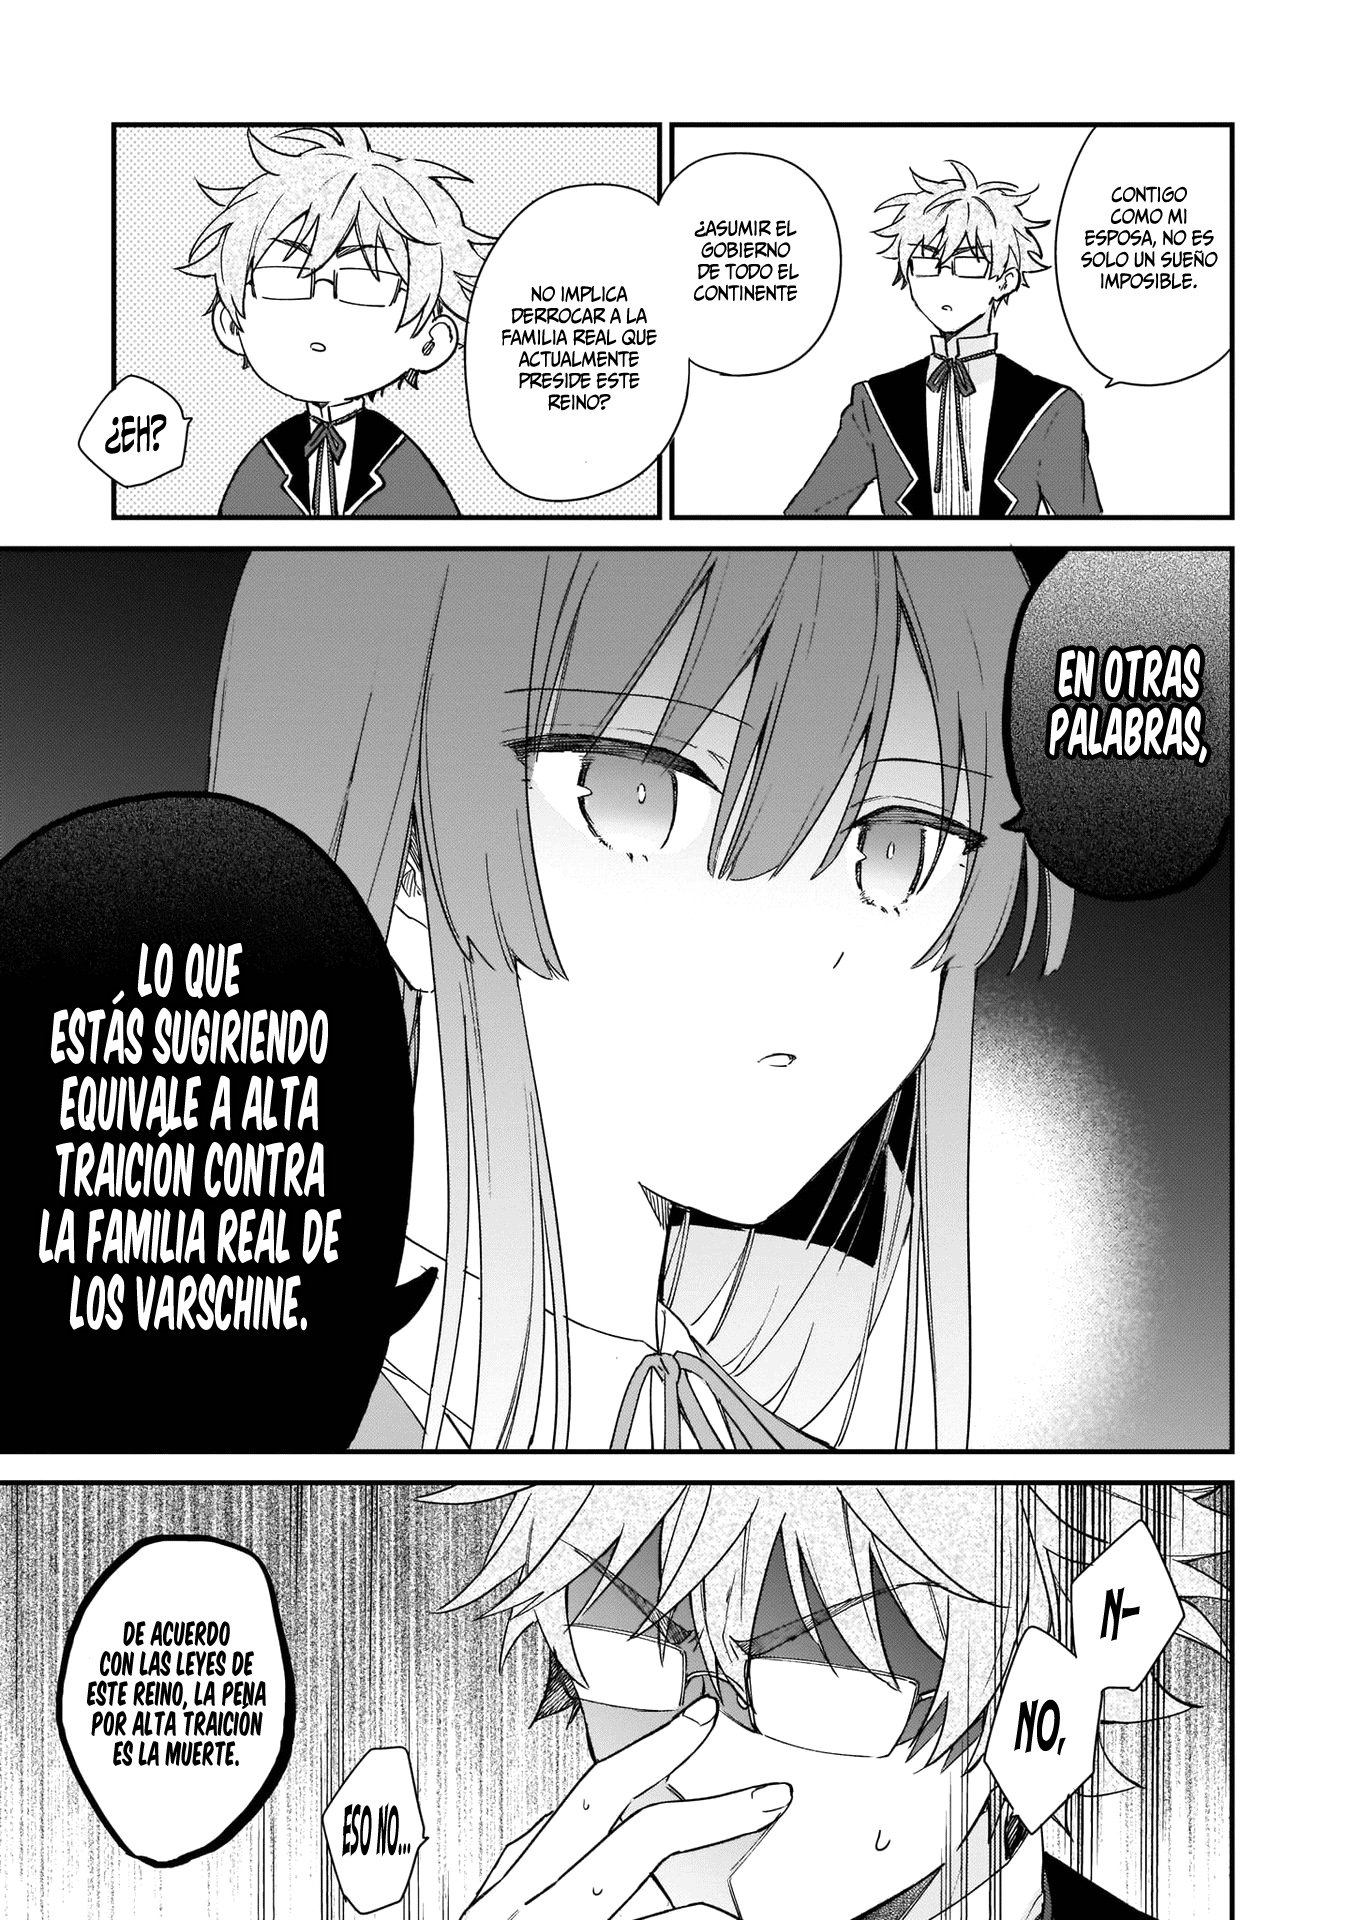 CONTIGO
COMO MI
ESPOSA, NO ES
SOLO UN SUEÑO
IMPOSIBLE.
¿ASUMIR EL
GOBIERNO
DE TODO EL
CONTINENTE
NO IMPLICA
DERROCAR A LA
FAMILIA REAL QUE
ACTUALMENTE
PRESIDE ESTE
REINO?
¿EH?
EN OTRAS
PALABRAS,
LO QUE
ESTÁS SUGIRIENDO
EQUIVALE A ALTA
TRAICIÓN CONTRA
LA FAMILIA REAL DE
LOS VARSCHINE.
N-
NO,
ESO NO...
DE ACUERDO
CON LAS LEYES DE
ESTE REINO, LA PENA
POR ALTA TRAICIÓN
ES LA MUERTE.